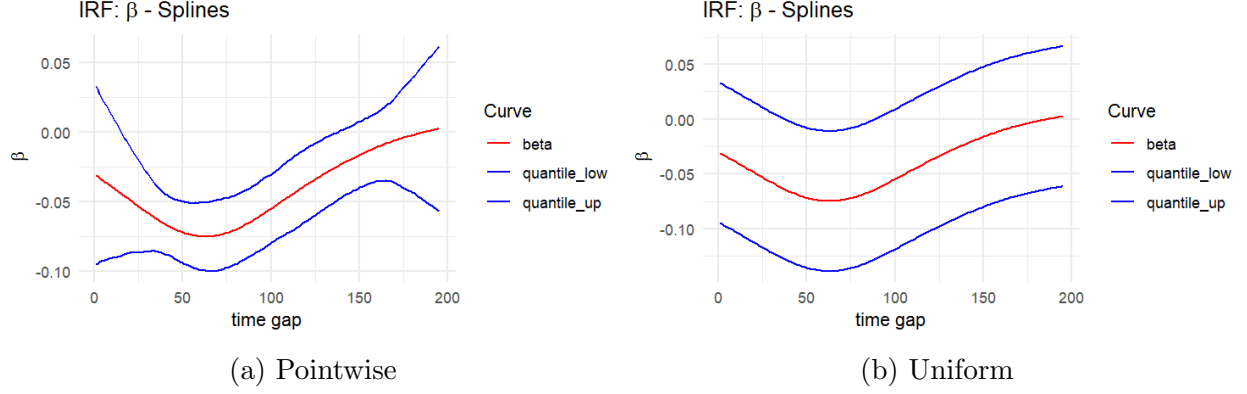 IRF: β - Splines
0.05
0.00
-0.05
-0.10
β
0
50
100
150
200
time gap
Curve
beta
quantile_low
quantile_up
(a) Pointwise
IRF: β - Splines
0.05
0.00
-0.05
-0.10
β
0
50
100
150
200
time gap
Curve
beta
quantile_low
quantile_up
(b) Uniform